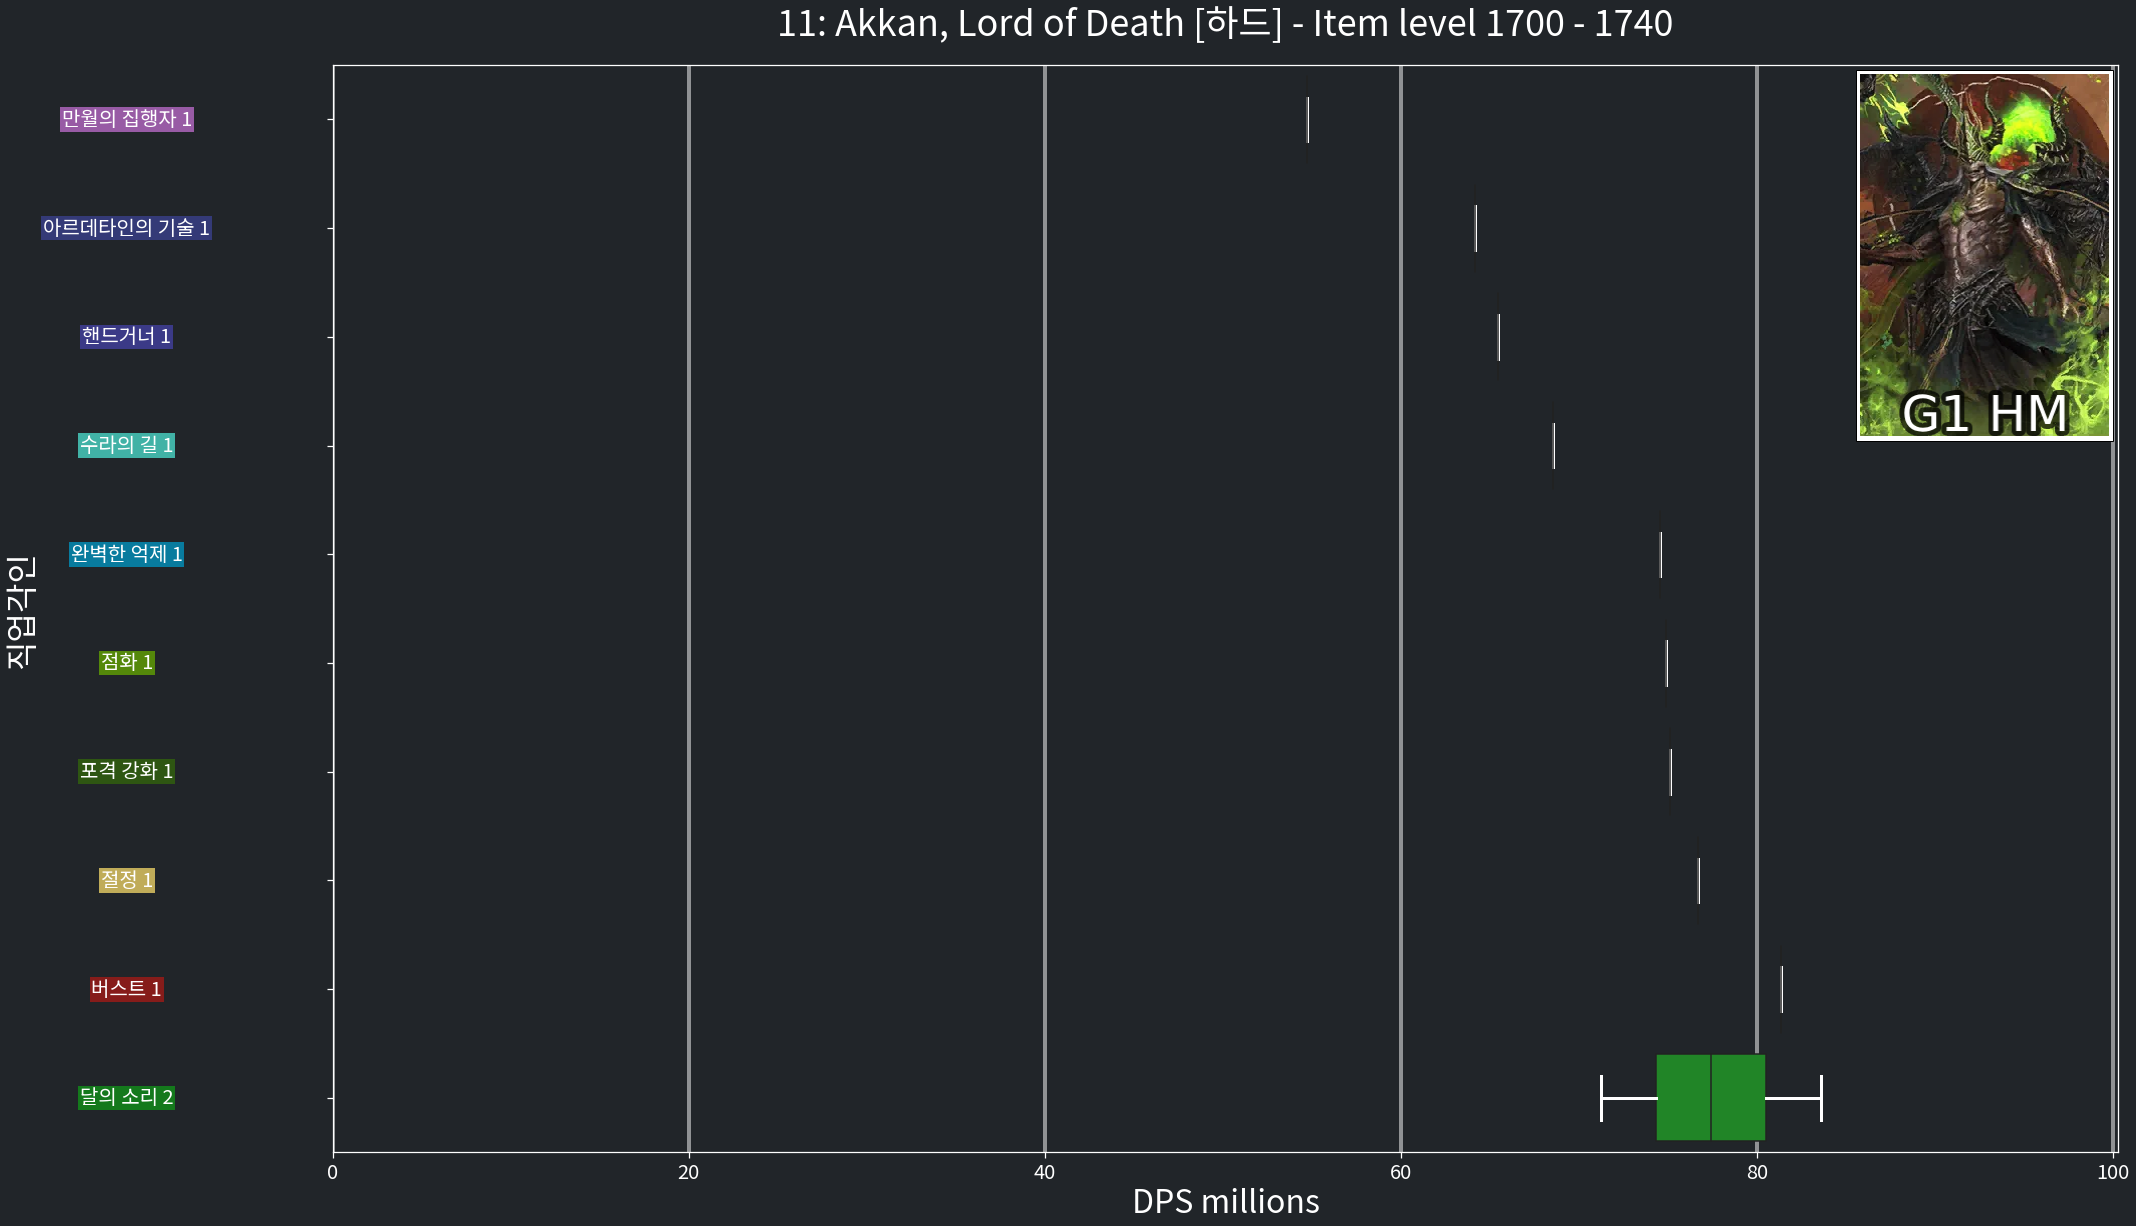 11: Akkan, Lord of Death [하드] - Item level 1700 - 1740
만월의 집행자 1
아르데타인의 기술 1
핸드거너 1
수라의 길 1
완벽한 억제 1
점화 1
포격 강화 1
절정 1
버스트 1
달의 소리 2
직업각인
G1 HM
0 20 40 60 80 100
DPS millions